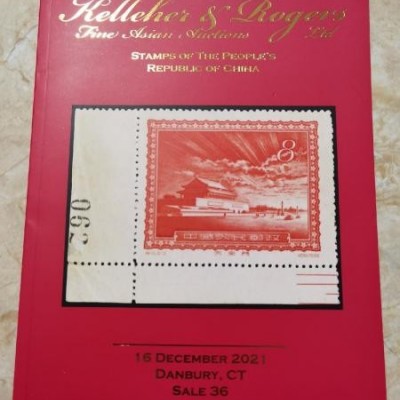 Kelleher & Rogers
Fine Asian Auctions Ltd
STAMPS OF THE PEOPLE'S
REPUBLIC OF CHINA
8
062
16 DECEMBER 2021
DANBURY, CT
SALE 36